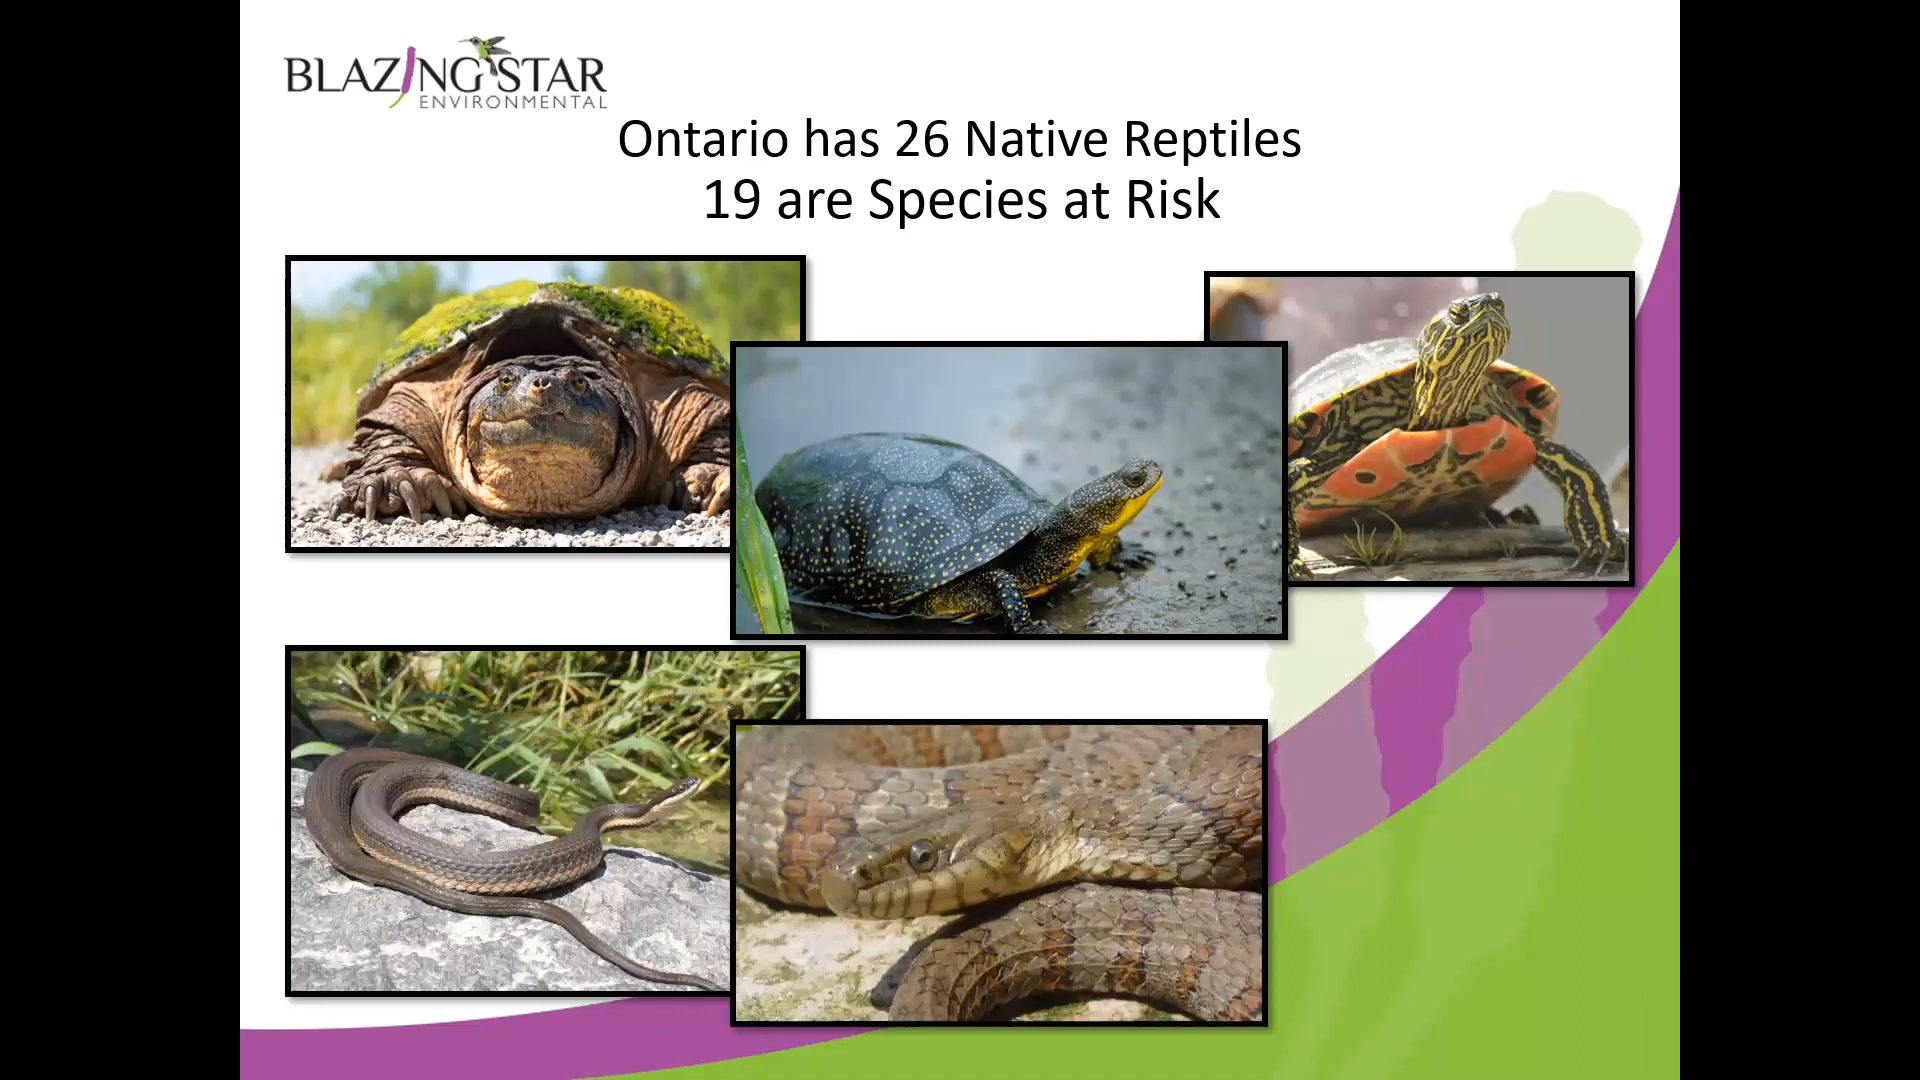 BLAZING STAR
ENVIRONMENTAL
Ontario has 26 Native Reptiles
19 are Species at Risk